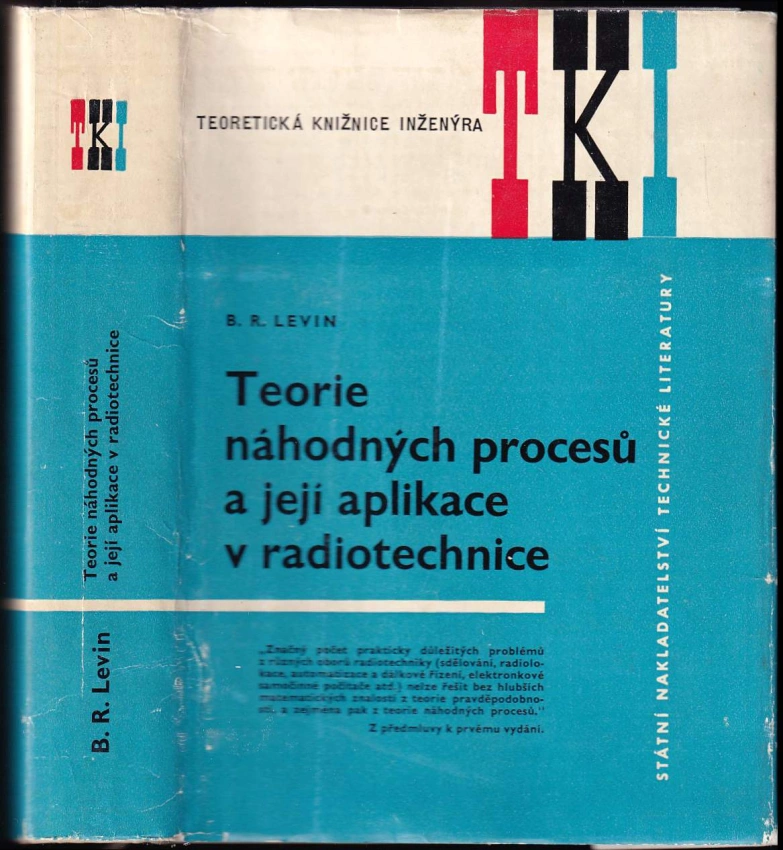 TKI
Teorie náhodných procesů
a její aplikace v radiotechnice
B. R. Levin
TEORETICKÁ KNIŽNICE INŽENÝRA
TKI
B. R. LEVIN
Teorie
náhodných procesů
a její aplikace
v radiotechnice
„Značný počet prakticky důležitých problémů
z různých oborů radiotechniky (sdělování, radiolo-
kace, automatizace a dálkové řízení, elektronkové
samočinné počítače atd.) nelze řešit bez hlubších
matematických znalostí z teorie pravděpodobno-
sti, a zejména pak z teorie náhodných procesů."
Z předmluvy k prvému vydání.
STÁTNÍ NAKLADATELSTVÍ TECHNICKÉ LITERATURY